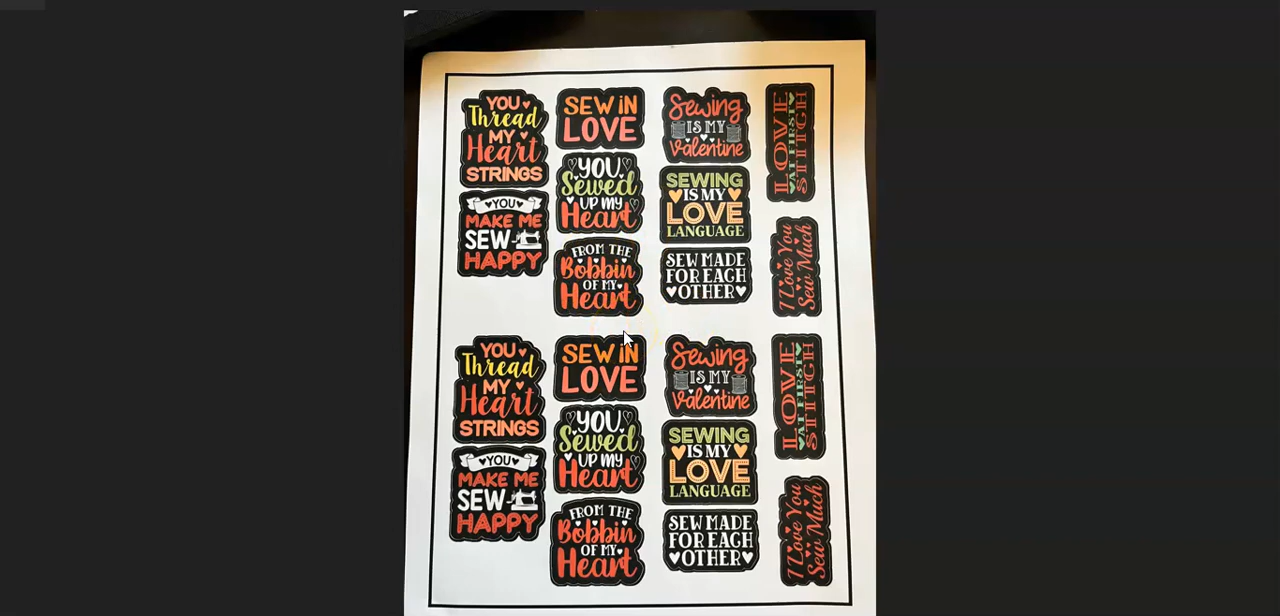 YOU
Thread
MY
Heart
STRINGS
YOU
MAKE ME
SEW
HAPPY
SEW IN
LOVE
YOU
Sewed
UP MY
Heart
FROM THE
Bobbin
OF MY
Heart
Sewing
IS MY
Valentine
SEWING
IS MY
LOVE
LANGUAGE
SEW MADE
FOR EACH
OTHER
LOVE
AT FIRST
STITCH
I Love You
Sew Much
YOU
Thread
MY
Heart
STRINGS
YOU
MAKE ME
SEW
HAPPY
SEW IN
LOVE
YOU
Sewed
UP MY
Heart
FROM THE
Bobbin
OF MY
Heart
Sewing
IS MY
Valentine
SEWING
IS MY
LOVE
LANGUAGE
SEW MADE
FOR EACH
OTHER
LOVE
AT FIRST
STITCH
I Love You
Sew Much